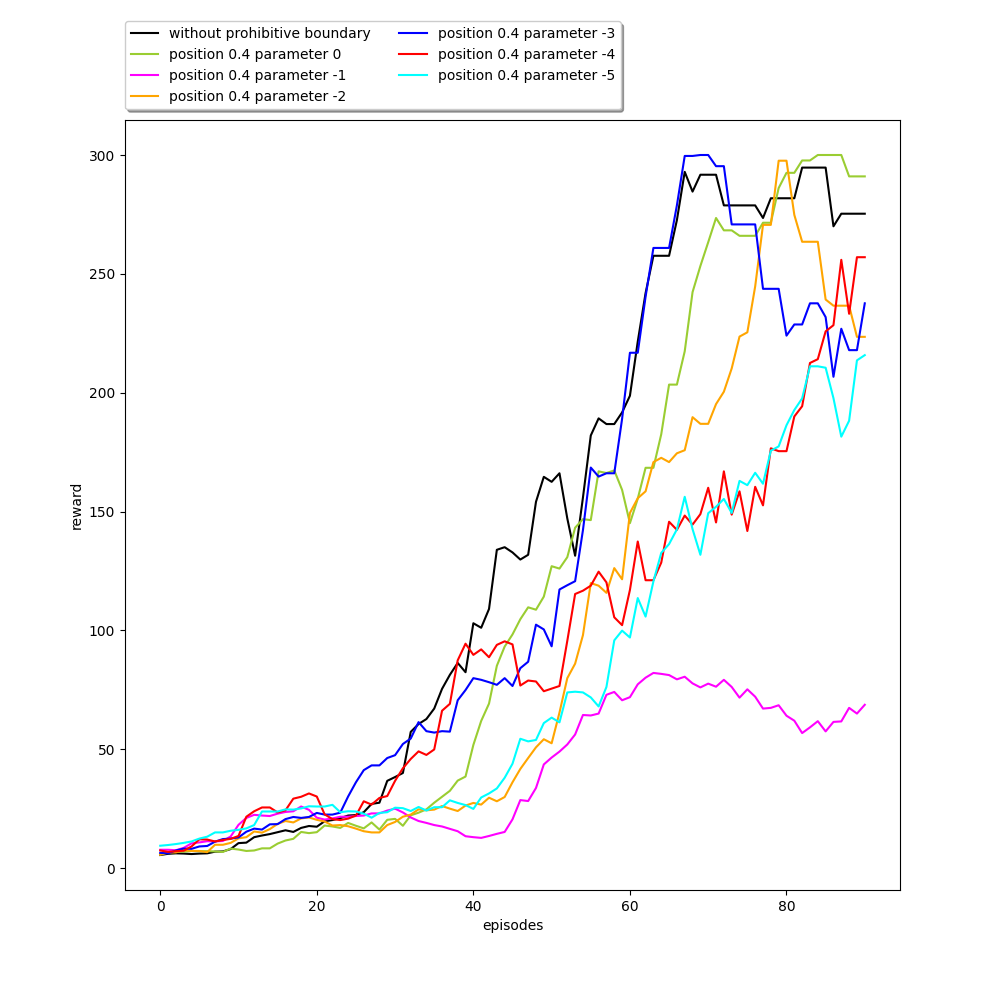 without prohibitive boundary
position 0.4 parameter 0
position 0.4 parameter -1
position 0.4 parameter -2
position 0.4 parameter -3
position 0.4 parameter -4
position 0.4 parameter -5
300
250
200
150
100
50
0
reward
0 20 40 60 80
episodes